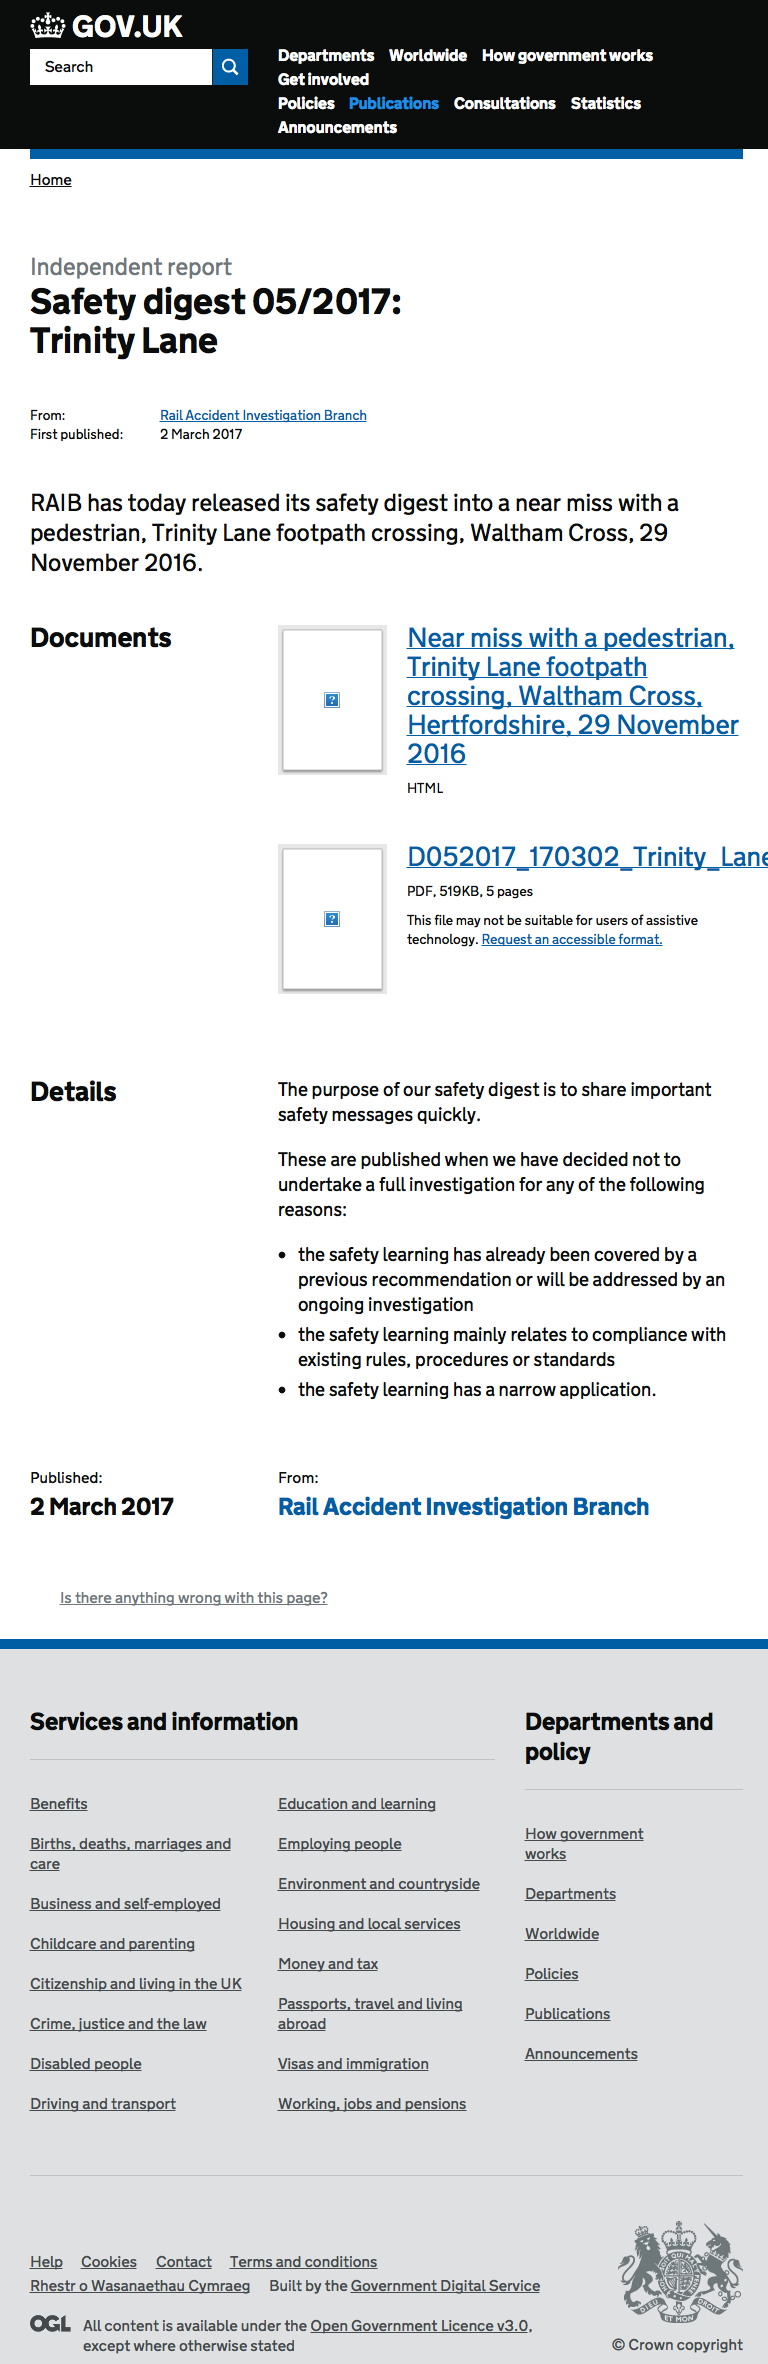 GOV.UK
Search
Departments Worldwide How government works
Get involved
Policies Publications Consultations Statistics
Announcements
Home
Independent report
Safety digest 05/2017:
Trinity Lane
From: Rail Accident Investigation Branch
First published: 2 March 2017
RAIB has today released its safety digest into a near miss with a
pedestrian, Trinity Lane footpath crossing, Waltham Cross, 29
November 2016.
Documents
Near miss with a pedestrian,
Trinity Lane footpath
crossing, Waltham Cross,
Hertfordshire, 29 November
2016
HTML
D052017_170302_Trinity_Lane
PDF, 519KB, 5 pages
This file may not be suitable for users of assistive
technology. Request an accessible format.
Details
The purpose of our safety digest is to share important
safety messages quickly.
These are published when we have decided not to
undertake a full investigation for any of the following
reasons:
• the safety learning has already been covered by a
previous recommendation or will be addressed by an
ongoing investigation
• the safety learning mainly relates to compliance with
existing rules, procedures or standards
• the safety learning has a narrow application.
Published:
2 March 2017
From:
Rail Accident Investigation Branch
Is there anything wrong with this page?
Services and information
Benefits
Births, deaths, marriages and
care
Business and self-employed
Childcare and parenting
Citizenship and living in the UK
Crime, justice and the law
Disabled people
Driving and transport
Education and learning
Employing people
Environment and countryside
Housing and local services
Money and tax
Passports, travel and living
abroad
Visas and immigration
Working, jobs and pensions
Departments and
policy
How government
works
Departments
Worldwide
Policies
Publications
Announcements
Help Cookies Contact Terms and conditions
Rhestr o Wasanaethau Cymraeg Built by the Government Digital Service
OGL All content is available under the Open Government Licence v3.0,
except where otherwise stated
DIEU ET MON DROIT
© Crown copyright